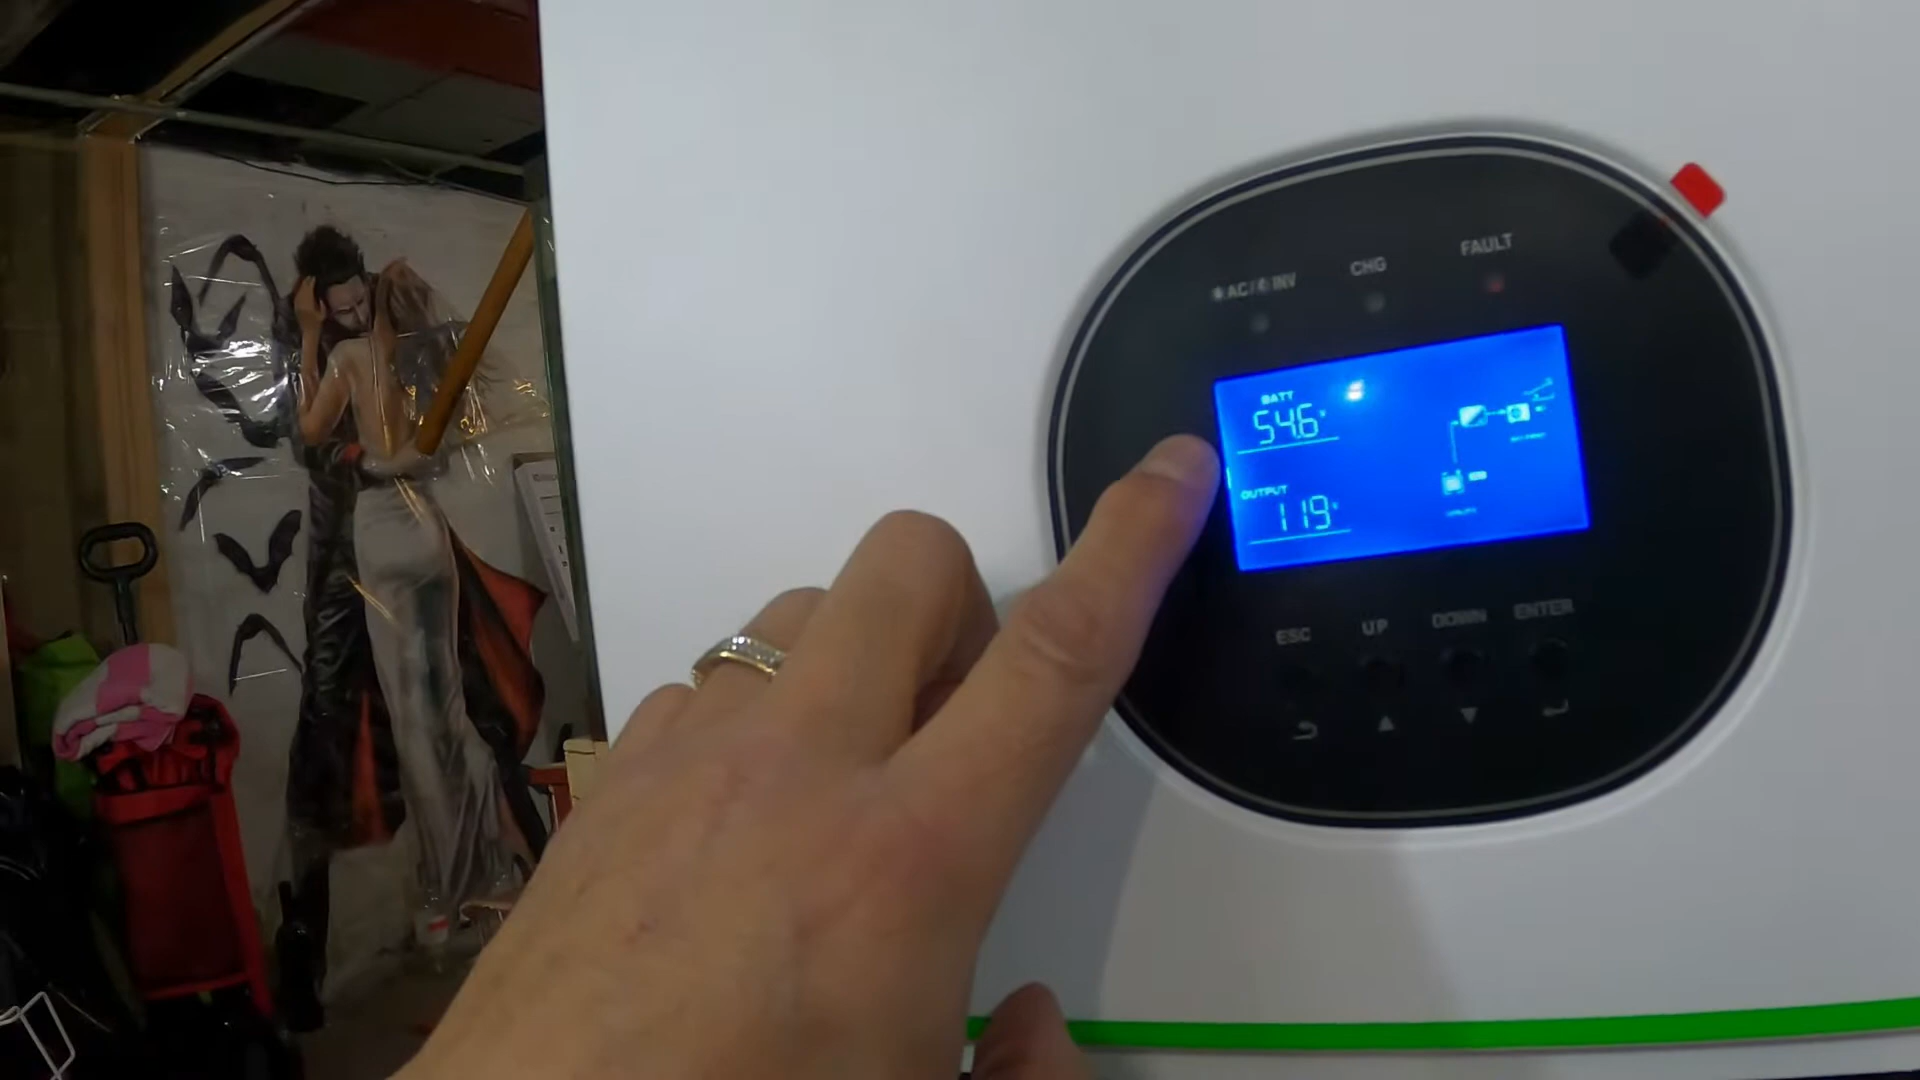 AC/ INV
CHG
FAULT
BATT
54.6 V
OUTPUT
119 V
ESC
UP
DOWN
ENTER